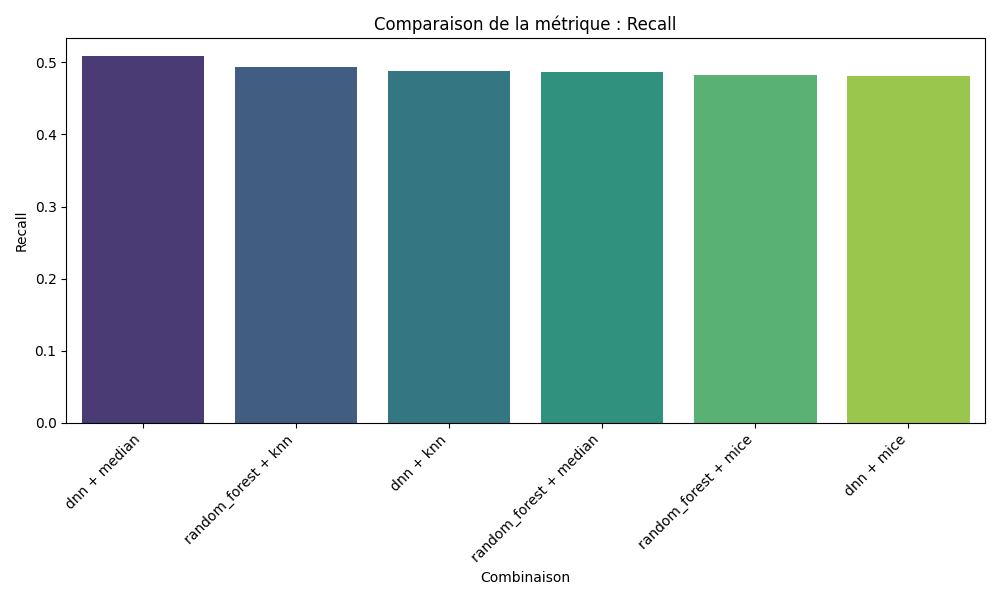 Comparaison de la métrique : Recall
Recall
0.5
0.4
0.3
0.2
0.1
0.0
dnn + median
random_forest + knn
dnn + knn
random_forest + median
random_forest + mice
dnn + mice
Combinaison